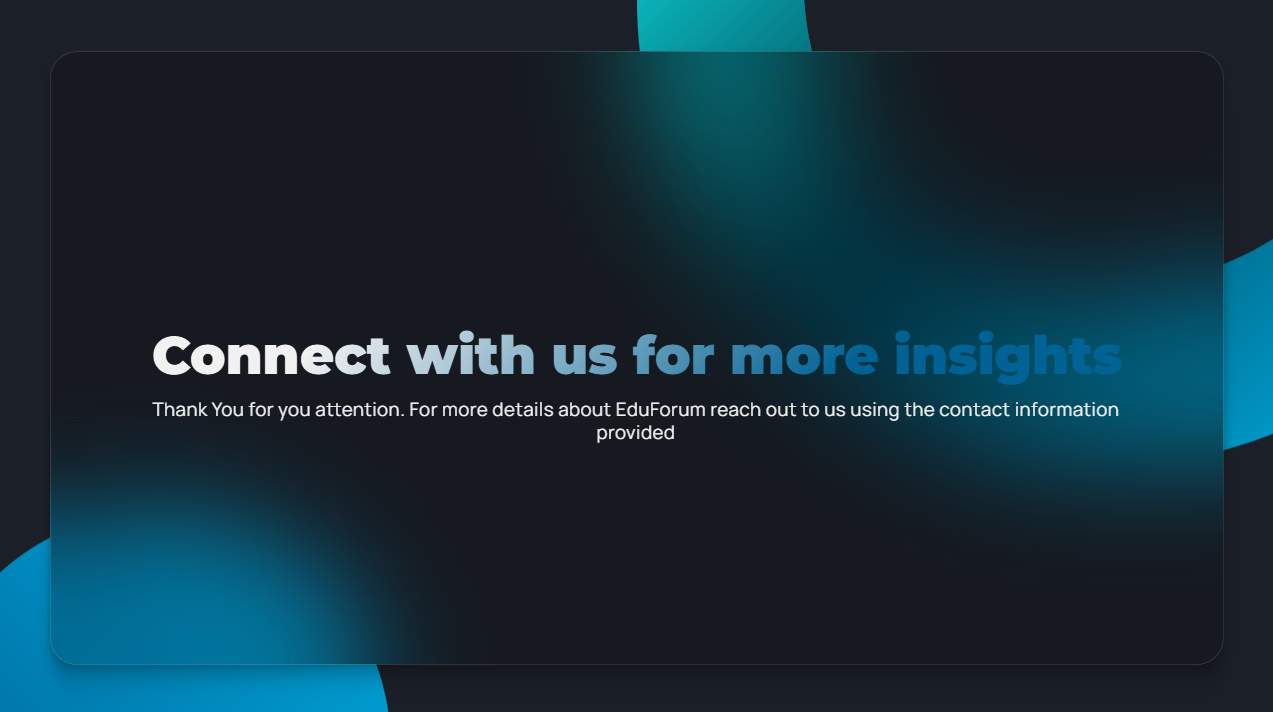 Connect with us for more insights
Thank You for you attention. For more details about EduForum reach out to us using the contact information
provided